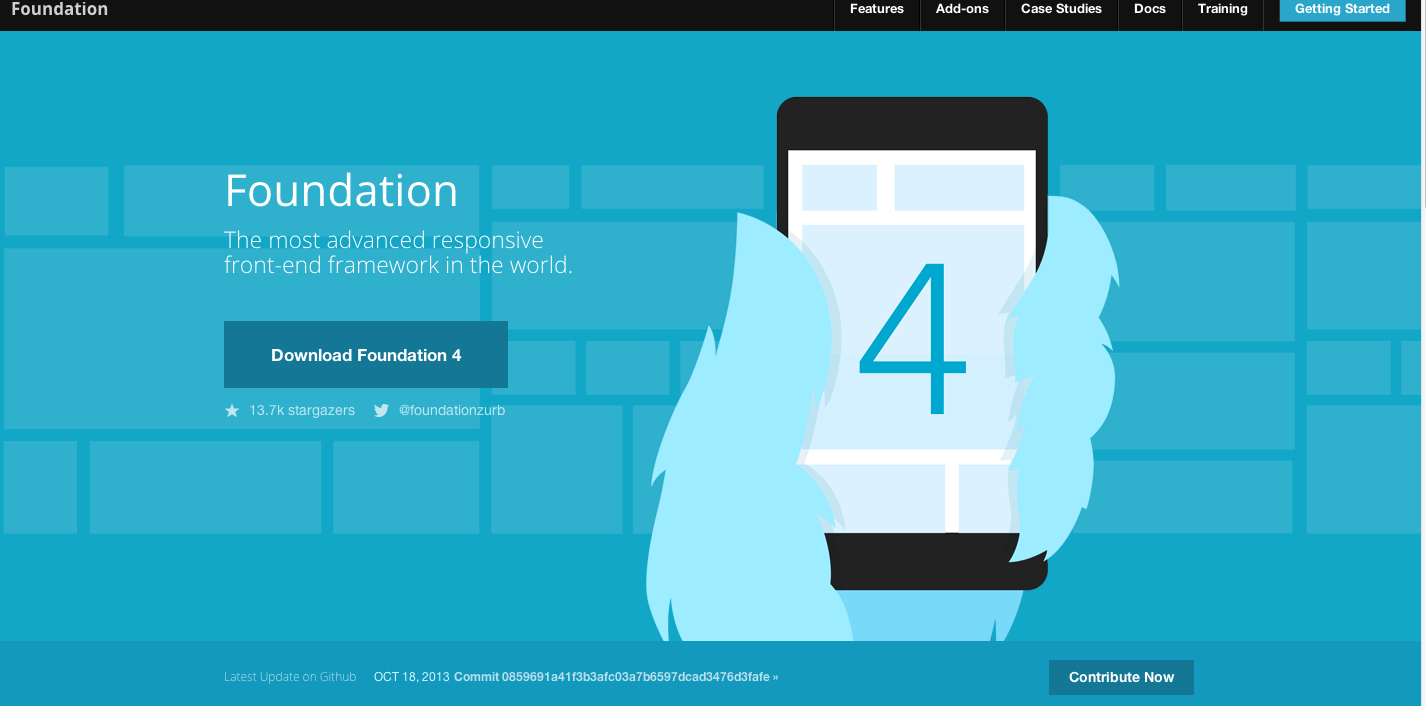 Foundation
Features Add-ons Case Studies Docs Training Getting Started
Foundation
The most advanced responsive
front-end framework in the world.
4
Download Foundation 4
13.7k stargazers @foundationzurb
Latest Update on Github OCT 18, 2013 Commit 0859691a41f3b3afc03a7b6597dcad3476d3fafe » Contribute Now